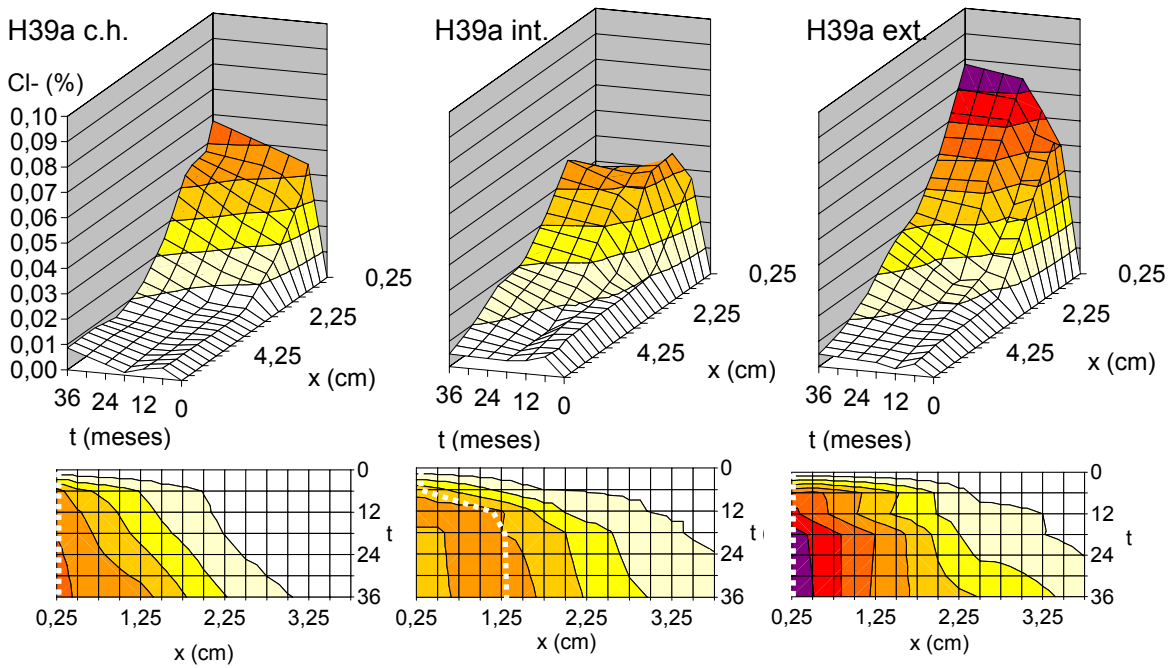 H39a c.h.
H39a int.
H39a ext.
Cl- (%)
0,10
0,09
0,08
0,07
0,06
0,05
0,04
0,03
0,02
0,01
0,00
36 24 12 0
t (meses)
0,25
2,25
4,25
x (cm)
36 24 12 0
t (meses)
0,25
2,25
4,25
x (cm)
36 24 12 0
t (meses)
0,25
2,25
4,25
x (cm)
0
12
24
36
t
0,25 1,25 2,25 3,25
x (cm)
0
12
24
36
t
0,25 1,25 2,25 3,25
x (cm)
0
12
24
36
t
0,25 1,25 2,25 3,25
x (cm)